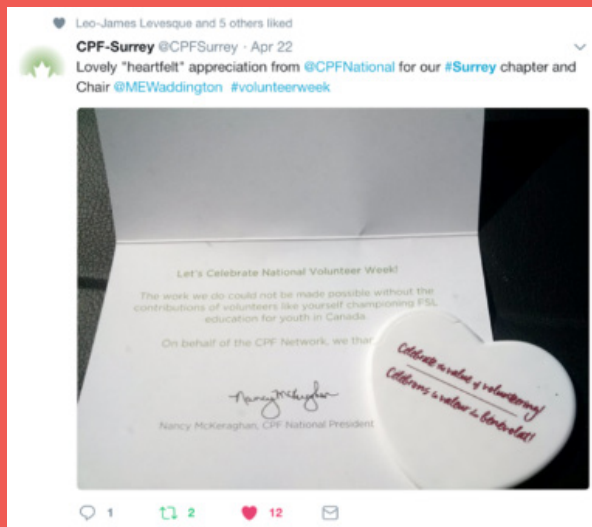 Leo-James Levesque and 5 others liked
CPF-Surrey @CPFSurrey · Apr 22
Lovely "heartfelt" appreciation from @CPFNational for our #Surrey chapter and
Chair @MEWaddington #volunteerweek
Let's Celebrate National Volunteer Week!
The work we do could not be made possible without the
contributions of volunteers like yourself championing FSL
education for youth in Canada.
On behalf of the CPF Network, we than
Nancy McKeraghan
Nancy McKeraghan, CPF National President
Celebrate the value of volunteering!
Célébrons la valeur du bénévolat!
1 2 12